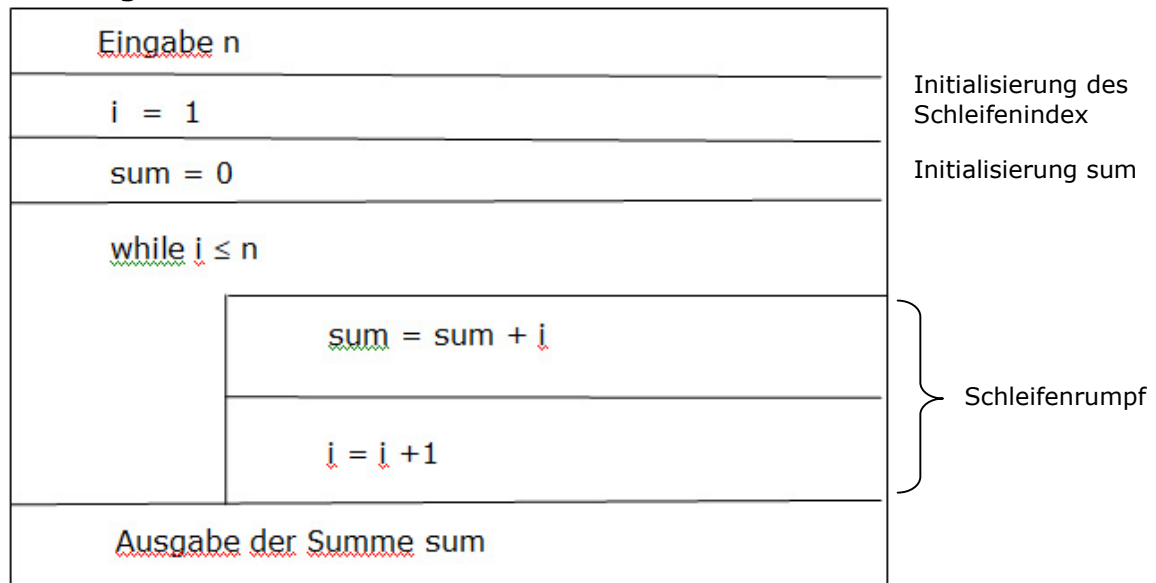 Eingabe n
i = 1
Initialisierung des
Schleifenindex
sum = 0
Initialisierung sum
while i ≤ n
sum = sum + i
i = i +1
Schleifenrumpf
Ausgabe der Summe sum